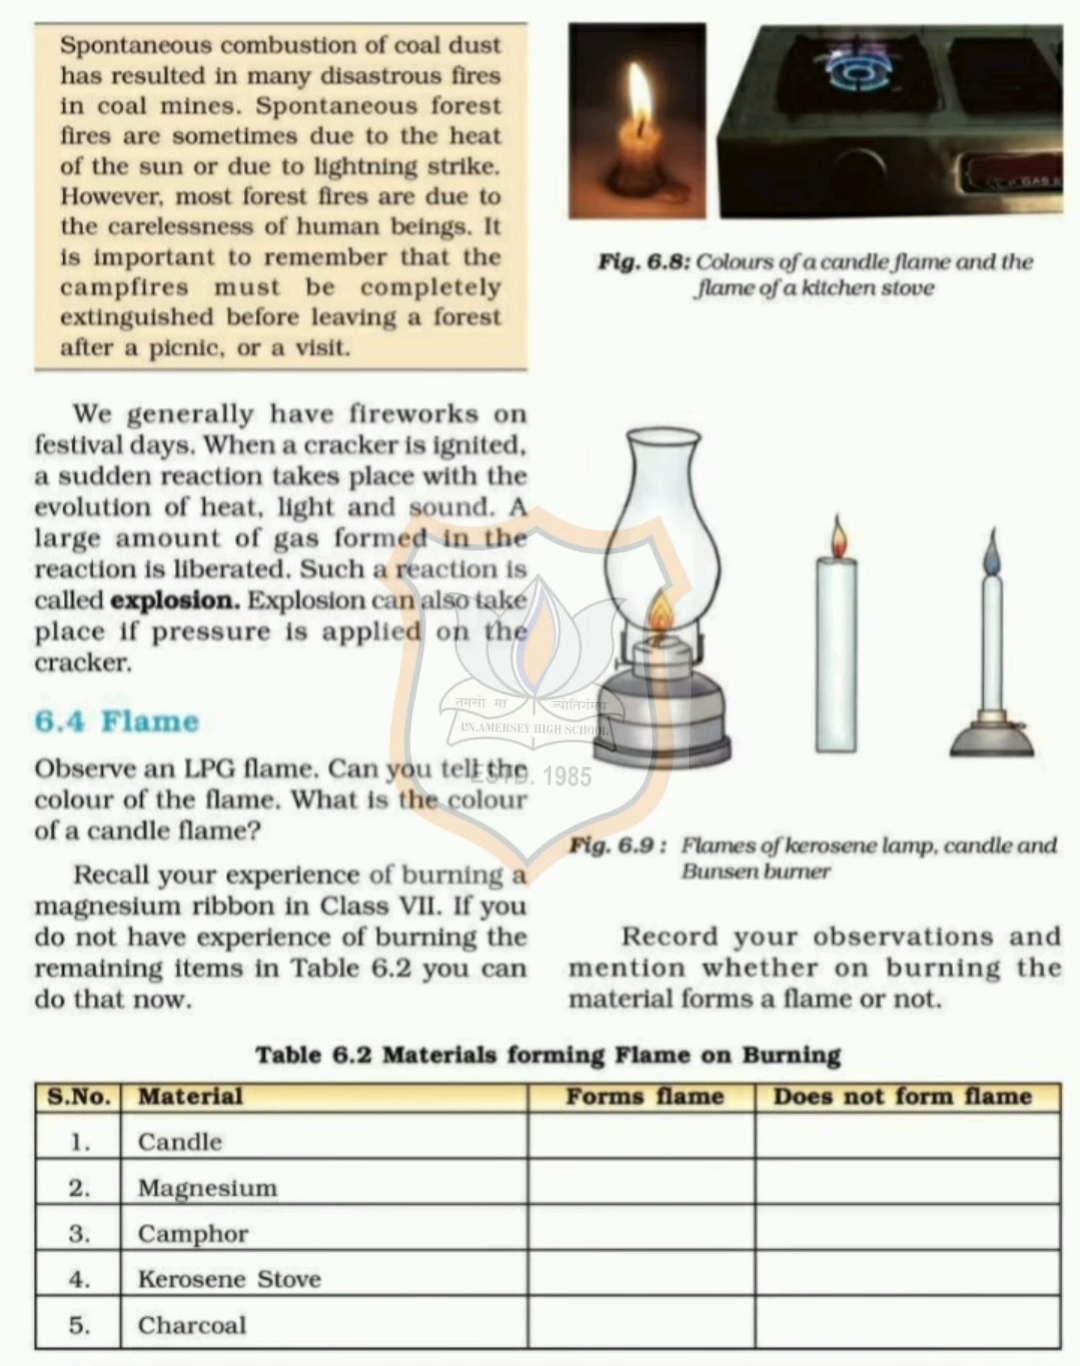 Spontaneous combustion of coal dust
has resulted in many disastrous fires
in coal mines. Spontaneous forest
fires are sometimes due to the heat
of the sun or due to lightning strike.
However, most forest fires are due to
the carelessness of human beings. It
is important to remember that the
campfires must be completely
extinguished before leaving a forest
after a picnic, or a visit.
We generally have fireworks on
festival days. When a cracker is ignited,
a sudden reaction takes place with the
evolution of heat, light and sound. A
large amount of gas formed in the
reaction is liberated. Such a reaction is
called explosion. Explosion can also take
place if pressure is applied on the
cracker.
6.4 Flame
Observe an LPG flame. Can you tell the
colour of the flame. What is the colour
of a candle flame?
Recall your experience of burning a
magnesium ribbon in Class VII. If you
do not have experience of burning the
remaining items in Table 6.2 you can
do that now.
Fig. 6.8: Colours of a candle flame and the
flame of a kitchen stove
Fig. 6.9 : Flames of kerosene lamp, candle and
Bunsen burner
Record your observations and
mention whether on burning the
material forms a flame or not.
तमसो मा ज्योतिर्गमय
P.N.AMERSEY HIGH SCHOOL
ESTD. 1985
Table 6.2 Materials forming Flame on Burning
S.No. Material Forms flame Does not form flame
1. Candle
2. Magnesium
3. Camphor
4. Kerosene Stove
5. Charcoal